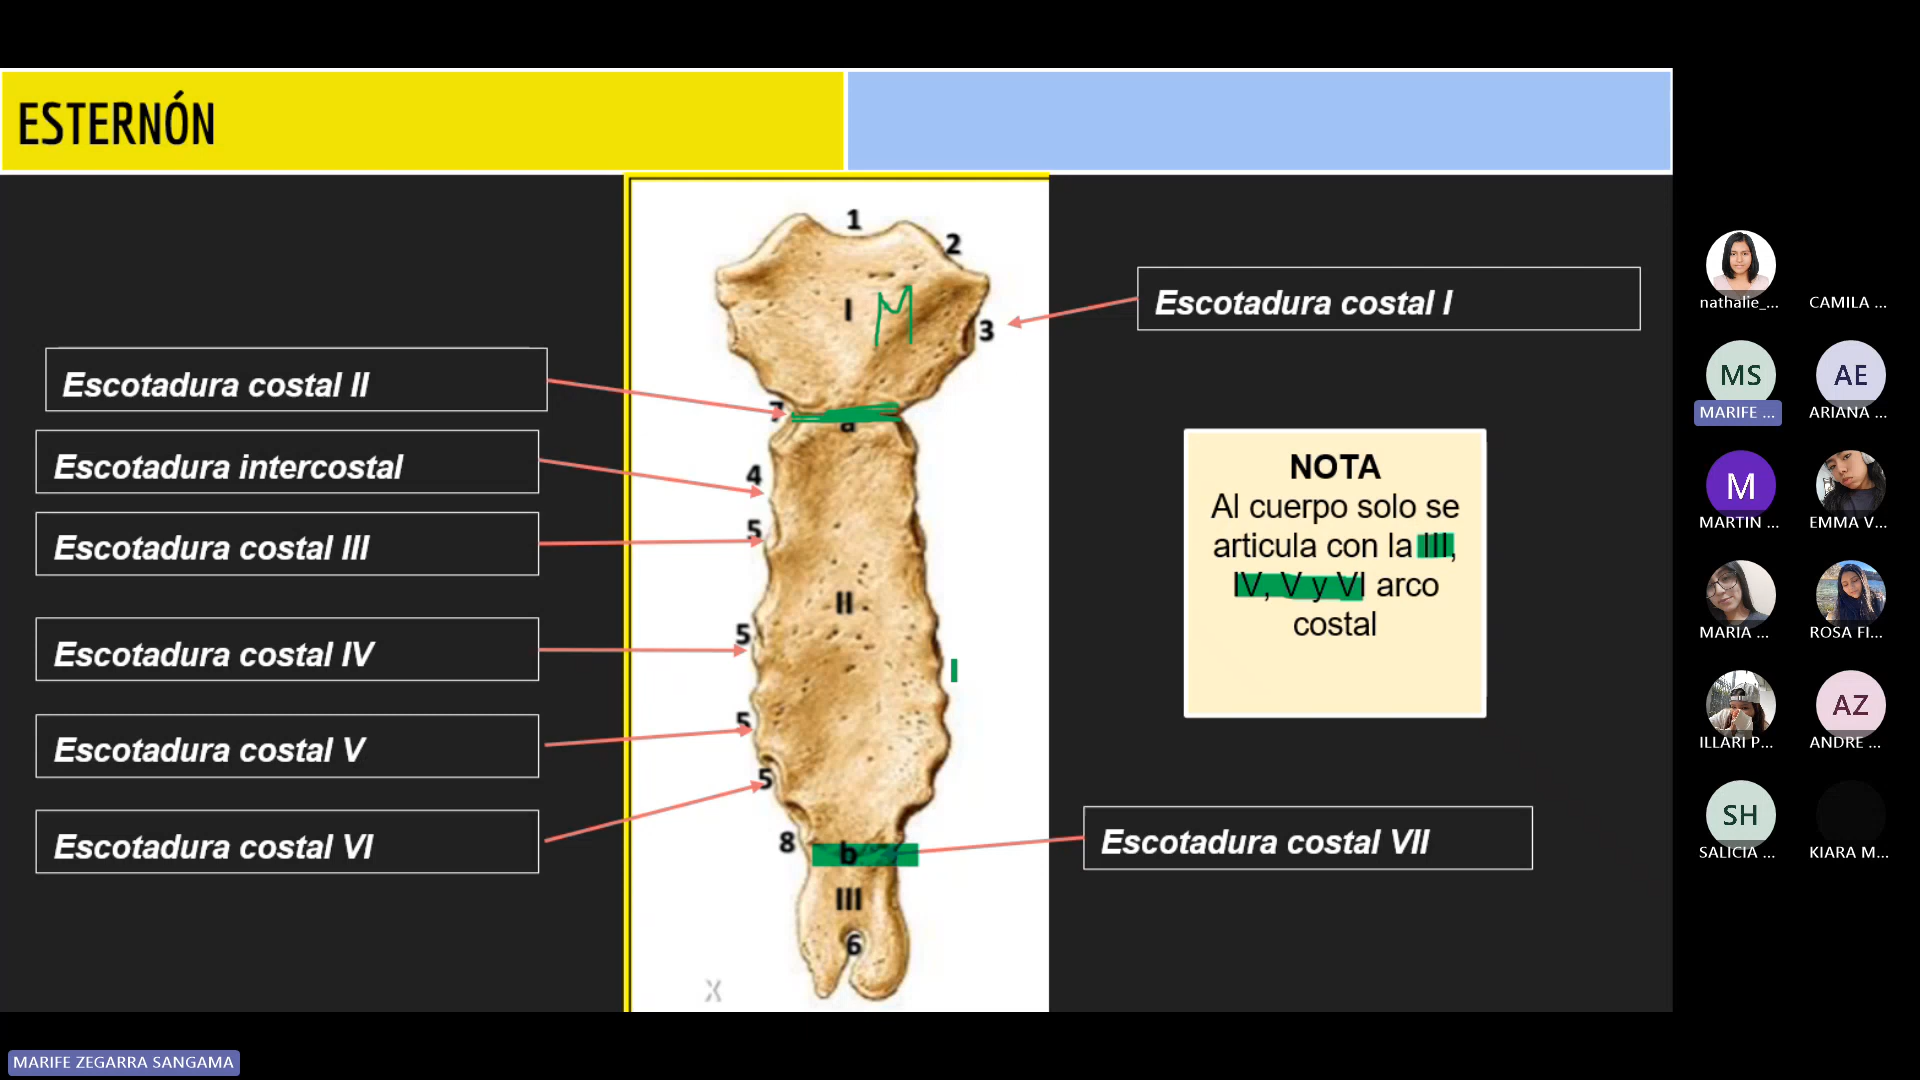 ESTERNÓN
1
2
I
M
3
Escotadura costal I
Escotadura costal II
7
a
Escotadura intercostal
4
Escotadura costal III
5
II
Escotadura costal IV
5
Escotadura costal V
5
Escotadura costal VI
5
8
b
III
6
X
NOTA
Al cuerpo solo se
articula con la III,
IV, V y VI arco
costal
I
Escotadura costal VII
nathalie_...
CAMILA ...
MS
MARIFE ...
AE
ARIANA ...
M
MARTIN ...
EMMA V...
MARIA ...
ROSA FI...
ILLARI P...
AZ
ANDRE ...
SH
SALICIA ...
KIARA M...
MARIFE ZEGARRA SANGAMA